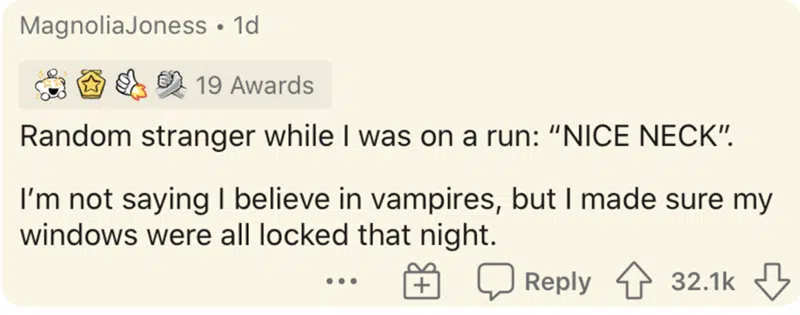 MagnoliaJoness • 1d
19 Awards
Random stranger while I was on a run: “NICE NECK”.
I’m not saying I believe in vampires, but I made sure my
windows were all locked that night.
••• Reply 32.1k